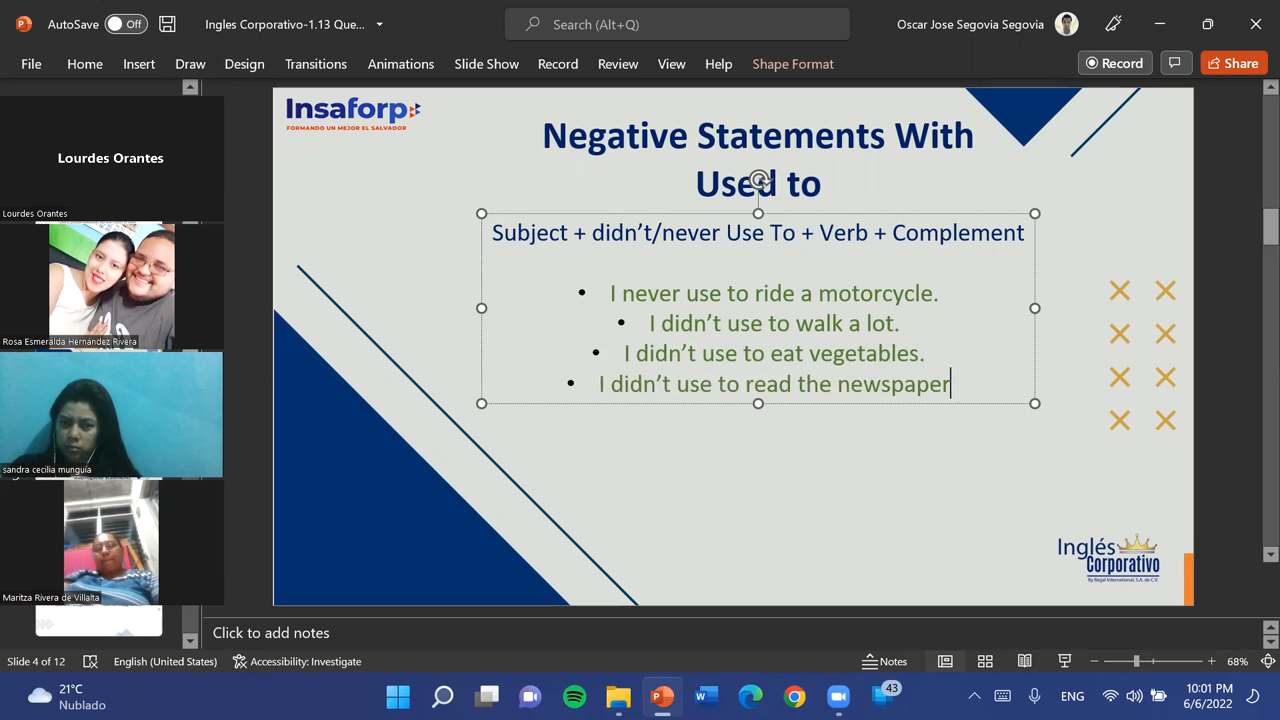 AutoSave Off Ingles Corporativo-1.13 Que... Search (Alt+Q) Oscar Jose Segovia Segovia
File Home Insert Draw Design Transitions Animations Slide Show Record Review View Help Shape Format Record Share
Lourdes Orantes
Lourdes Orantes
Rosa Esmeralda Hernández Rivera
sandra cecilia munguía
Maritza Rivera de Villalta
Insaforp
FORMANDO UN MEJOR EL SALVADOR
Negative Statements With
Used to
Subject + didn't/never Use To + Verb + Complement
• I never use to ride a motorcycle.
• I didn't use to walk a lot.
• I didn't use to eat vegetables.
• I didn't use to read the newspaper
Inglés
Corporativo
By Regal International, S.A. de C.V.
Click to add notes
Slide 4 of 12 English (United States) Accessibility: Investigate Notes 68%
21°C
Nublado
43
ENG
10:01 PM
6/6/2022